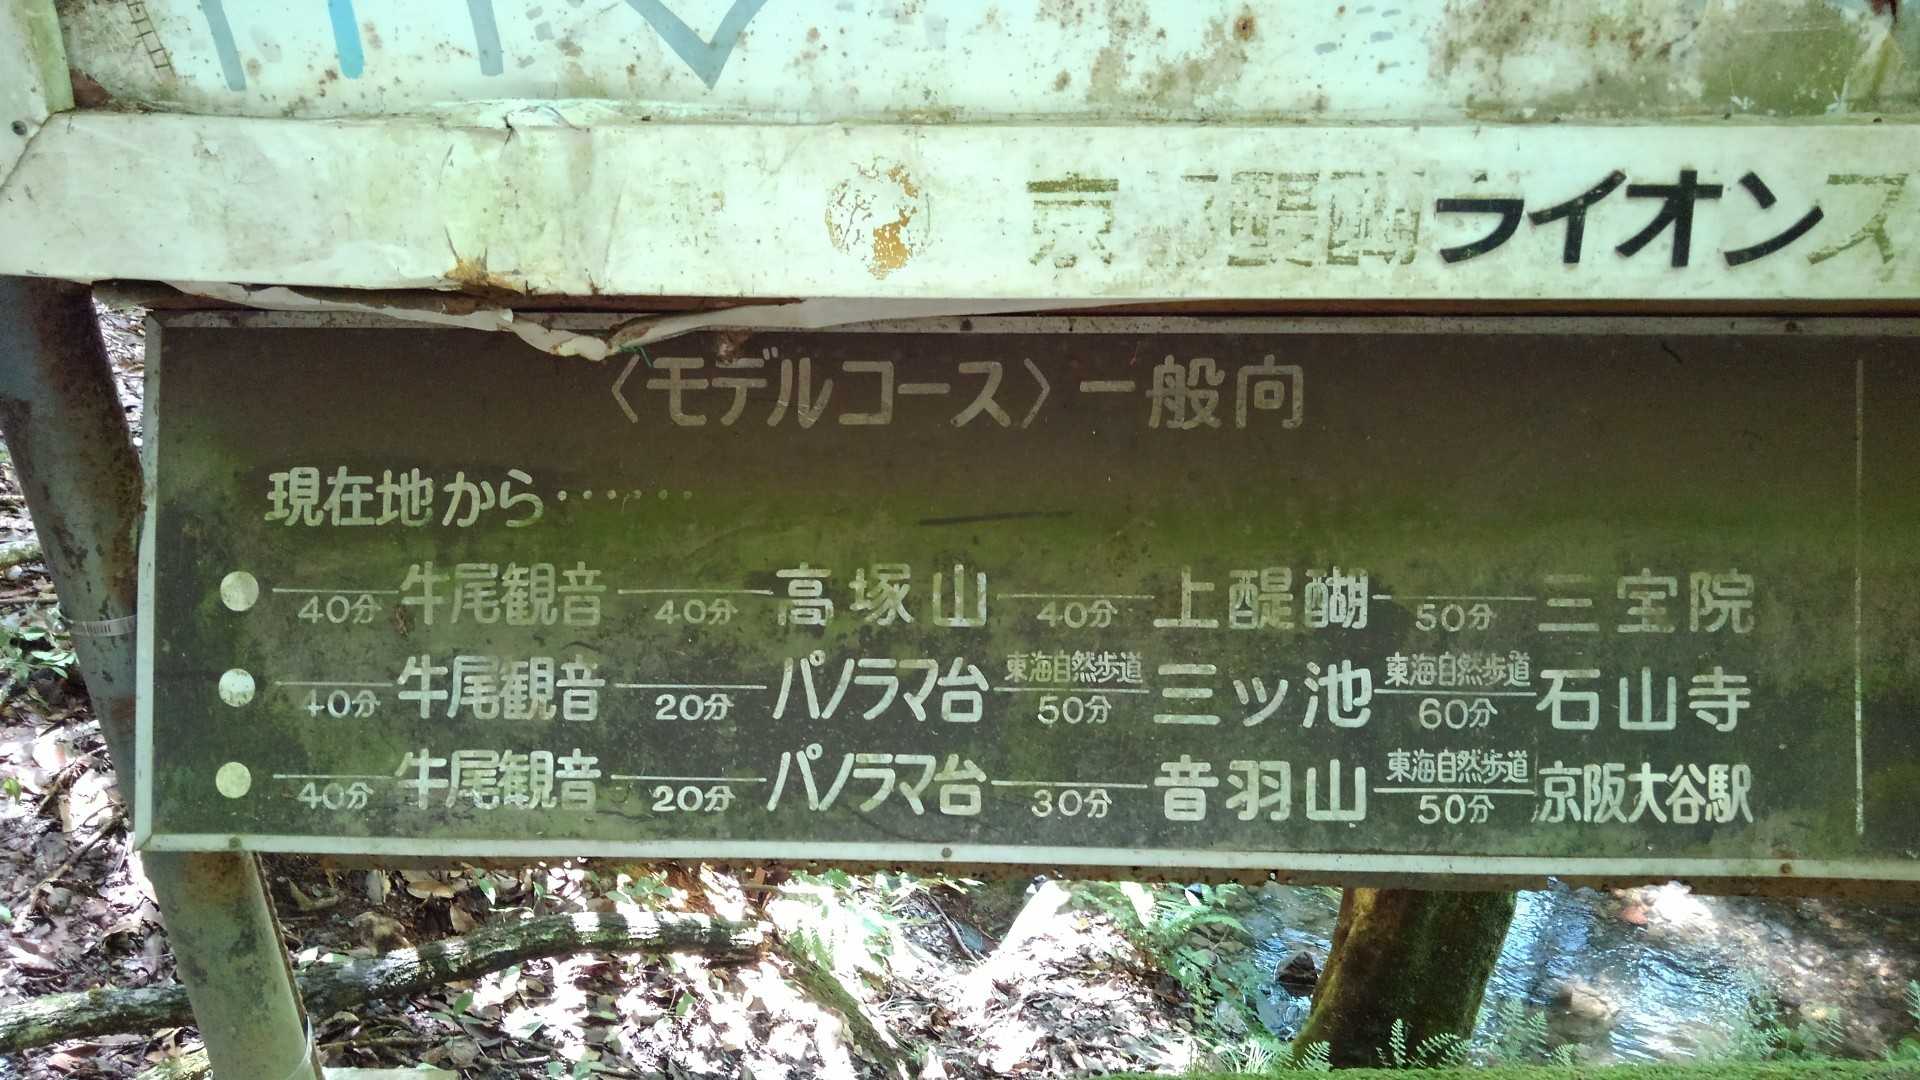 京都醍醐ライオンス
〈モデルコース〉一般向
現在地から‥‥‥
● 40分 牛尾観音 40分 高塚山 40分 上醍醐 50分 三宝院
● 40分 牛尾観音 20分 パノラマ台 東海自然歩道 50分 三ッ池 東海自然歩道 60分 石山寺
● 40分 牛尾観音 20分 パノラマ台 30分 音羽山 東海自然歩道 50分 京阪大谷駅